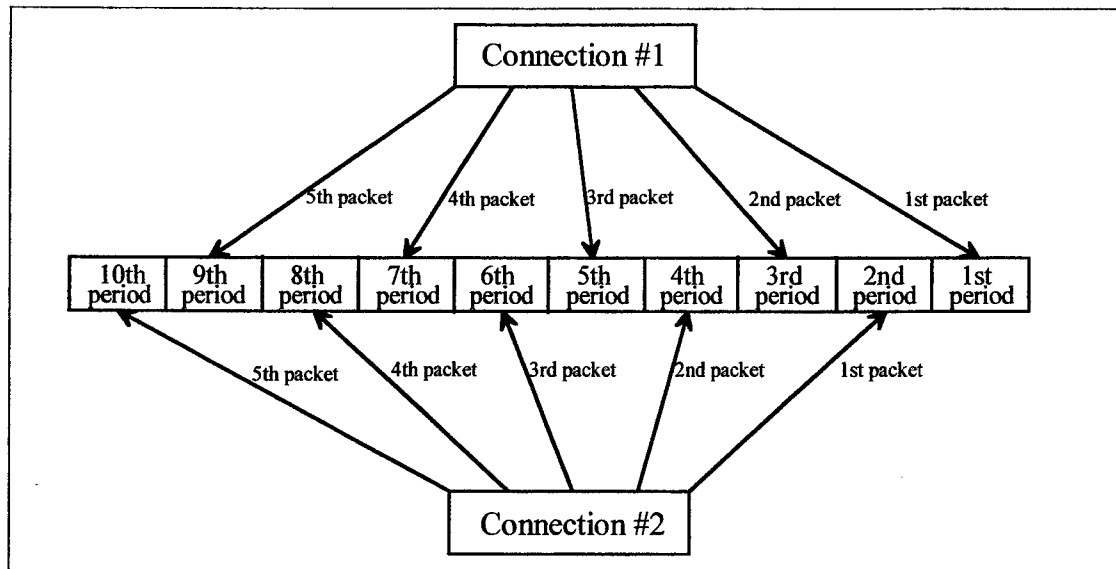 Connection #1
5th packet 4th packet 3rd packet 2nd packet 1st packet
10th 9th 8th 7th 6th 5th 4th 3rd 2nd 1st
period period period period period period period period period period
5th packet 4th packet 3rd packet 2nd packet 1st packet
Connection #2